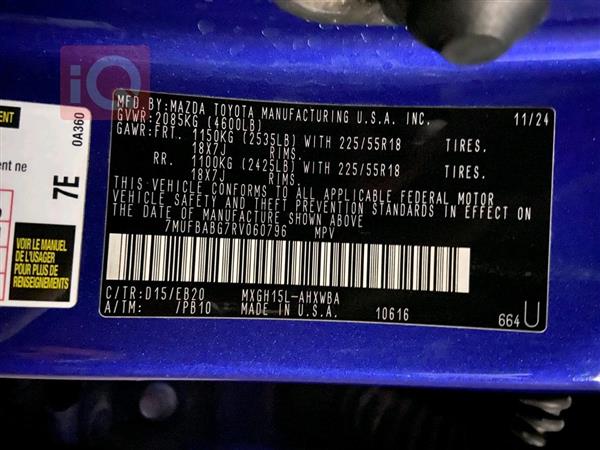 iQ
MFD.BY:MAZDA TOYOTA MANUFACTURING U.S.A. INC. 11/24
GVWR:2085KG (4600LB)
GAWR:FRT. 1150KG (2535LB) WITH 225/55R18 TIRES.
18X7J RIMS.
RR. 1100KG (2425LB) WITH 225/55R18 TIRES.
18X7J RIMS.
THIS VEHICLE CONFORMS TO ALL APPLICABLE FEDERAL MOTOR
VEHICLE SAFETY AND THEFT PREVENTION STANDARDS IN EFFECT ON
THE DATE OF MANUFACTURE SHOWN ABOVE
7MUFBABG7RV060796 MPV
C/TR:D15/EB20 MXGH15L-AHXWBA
A/TM: /PB10 MADE IN U.S.A. 10616
664 U
0A360
7E
ent ne
VOIR LE MANUEL
DE L'USAGER
POUR PLUS DE
RENSEIGNEMENTS